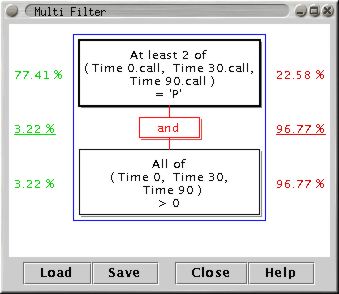 Multi Filter
At least 2 of
( Time 0.call, Time 30.call,
Time 90.call )
= 'P'
77.41 %
22.58 %
and
3.22 %
96.77 %
All of
( Time 0, Time 30,
Time 90 )
> 0
3.22 %
96.77 %
Load Save Close Help